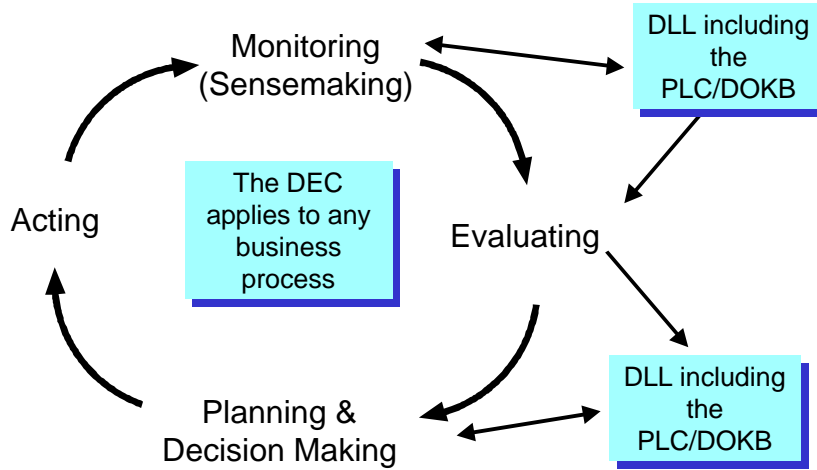 Monitoring
(Sensemaking)
DLL including
the
PLC/DOKB
The DEC
applies to any
business
process
Acting
Evaluating
Planning &
Decision Making
DLL including
the
PLC/DOKB